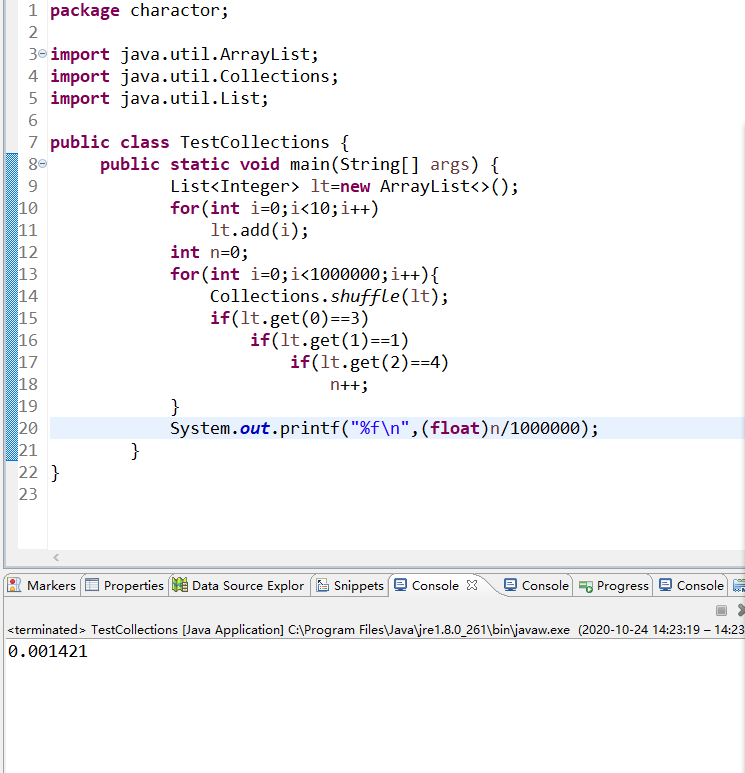 1 package charactor;
2
3 import java.util.ArrayList;
4 import java.util.Collections;
5 import java.util.List;
6
7 public class TestCollections {
8 public static void main(String[] args) {
9 List<Integer> lt=new ArrayList<>();
10 for(int i=0;i<10;i++)
11 lt.add(i);
12 int n=0;
13 for(int i=0;i<1000000;i++){
14 Collections.shuffle(lt);
15 if(lt.get(0)==3)
16 if(lt.get(1)==1)
17 if(lt.get(2)==4)
18 n++;
19 }
20 System.out.printf("%f\n",(float)n/1000000);
21 }
22 }
23
Markers Properties Data Source Explor Snippets Console Console Progress Console
<terminated> TestCollections [Java Application] C:\Program Files\Java\jre1.8.0_261\bin\javaw.exe (2020-10-24 14:23:19 – 14:23
0.001421